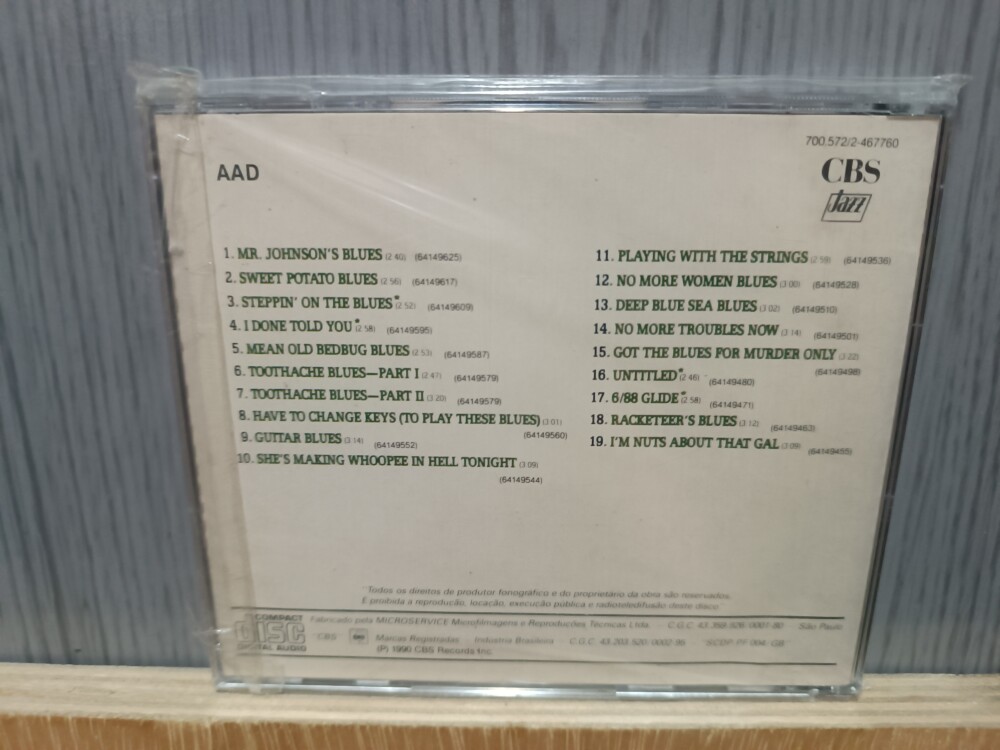 700.572/2-467760
AAD
CBS
Jazz
1. MR. JOHNSON'S BLUES (2 40) (64149625)
2. SWEET POTATO BLUES (2 56) (64149617)
3. STEPPIN' ON THE BLUES* (2 52) (64149609)
4. I DONE TOLD YOU* (2 58) (64149595)
5. MEAN OLD BEDBUG BLUES (2 53) (64149587)
6. TOOTHACHE BLUES—PART I (2 47) (64149579)
7. TOOTHACHE BLUES—PART II (3 20) (64149579)
8. HAVE TO CHANGE KEYS (TO PLAY THESE BLUES) (3 01)
(64149560)
9. GUITAR BLUES (3 14) (64149552)
10. SHE'S MAKING WHOOPEE IN HELL TONIGHT (3 09)
(64149544)
11. PLAYING WITH THE STRINGS (2 59) (64149536)
12. NO MORE WOMEN BLUES (3 00) (64149528)
13. DEEP BLUE SEA BLUES (3 02) (64149510)
14. NO MORE TROUBLES NOW (3 14) (64149501)
15. GOT THE BLUES FOR MURDER ONLY (3 22)
(64149498)
16. UNTITLED* (2 46) (64149480)
17. 6/88 GLIDE* (2 58) (64149471)
18. RACKETEER'S BLUES (3 12) (64149463)
19. I'M NUTS ABOUT THAT GAL (3 09) (64149455)
"Todos os direitos de produtor fonográfico e do proprietário da obra são reservados.
É proibida a reprodução, locação, execução pública e radioteledifusão deste disco"
COMPACT
disc
DIGITAL AUDIO
Fabricado pela MICROSERVICE Microfilmagens e Reproduções Técnicas Ltda. C.G.C. São Paulo
CBS Marcas Registradas Indústria Brasileira C.G.C.
(P) 1990 CBS Records Inc.